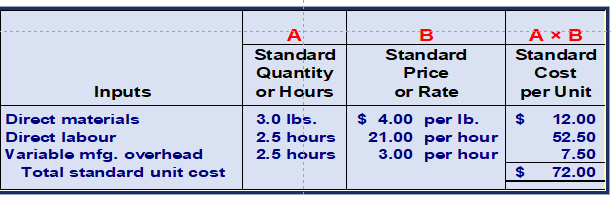 A B A × B
Standard Standard Standard
Quantity Price Cost
Inputs or Hours or Rate per Unit
Direct materials 3.0 lbs. $ 4.00 per lb. $ 12.00
Direct labour 2.5 hours 21.00 per hour 52.50
Variable mfg. overhead 2.5 hours 3.00 per hour 7.50
Total standard unit cost $ 72.00